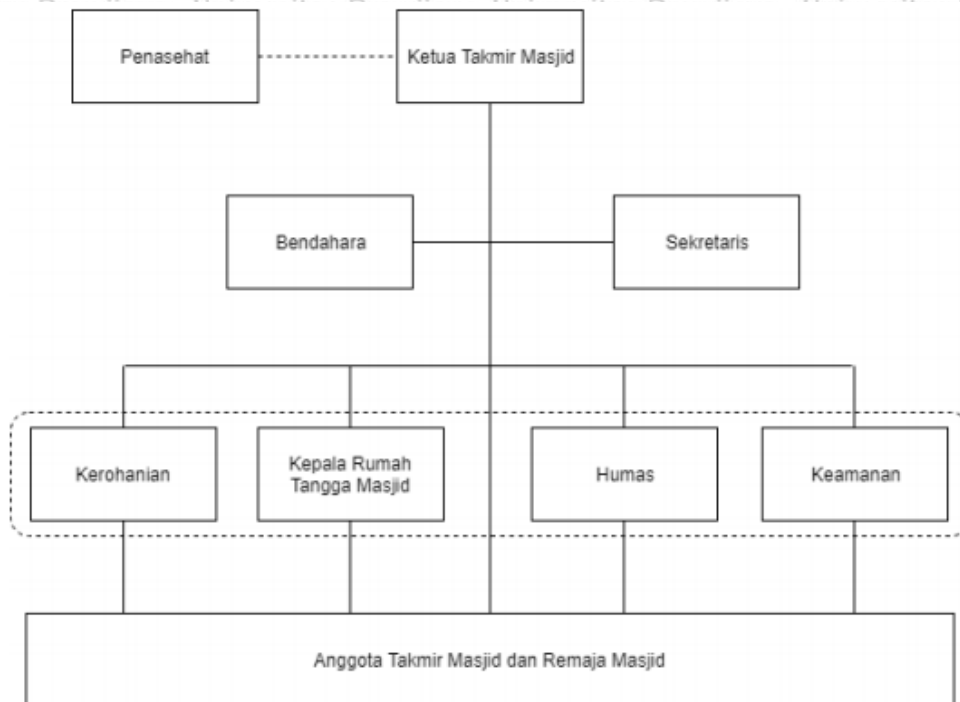 Penasehat
Ketua Takmir Masjid
Bendahara
Sekretaris
Kerohanian
Kepala Rumah
Tangga Masjid
Humas
Keamanan
Anggota Takmir Masjid dan Remaja Masjid